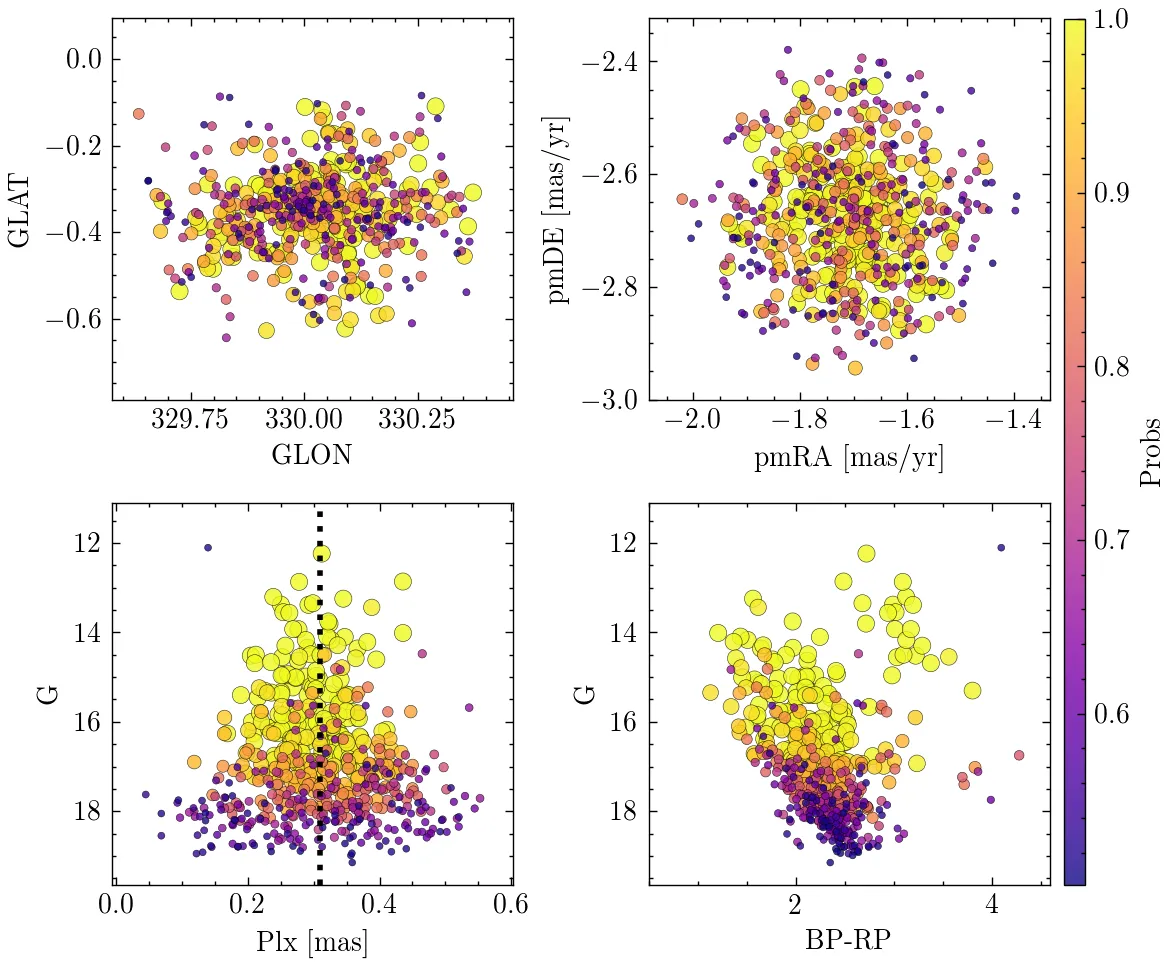 0.0
−0.2
−0.4
−0.6
GLAT
329.75 330.00 330.25
GLON
−2.4
−2.6
−2.8
−3.0
pmDE [mas/yr]
−2.0 −1.8 −1.6 −1.4
pmRA [mas/yr]
12
14
16
18
G
0.0 0.2 0.4 0.6
Plx [mas]
12
14
16
18
G
2 4
BP-RP
1.0
0.9
0.8
0.7
0.6
Probs